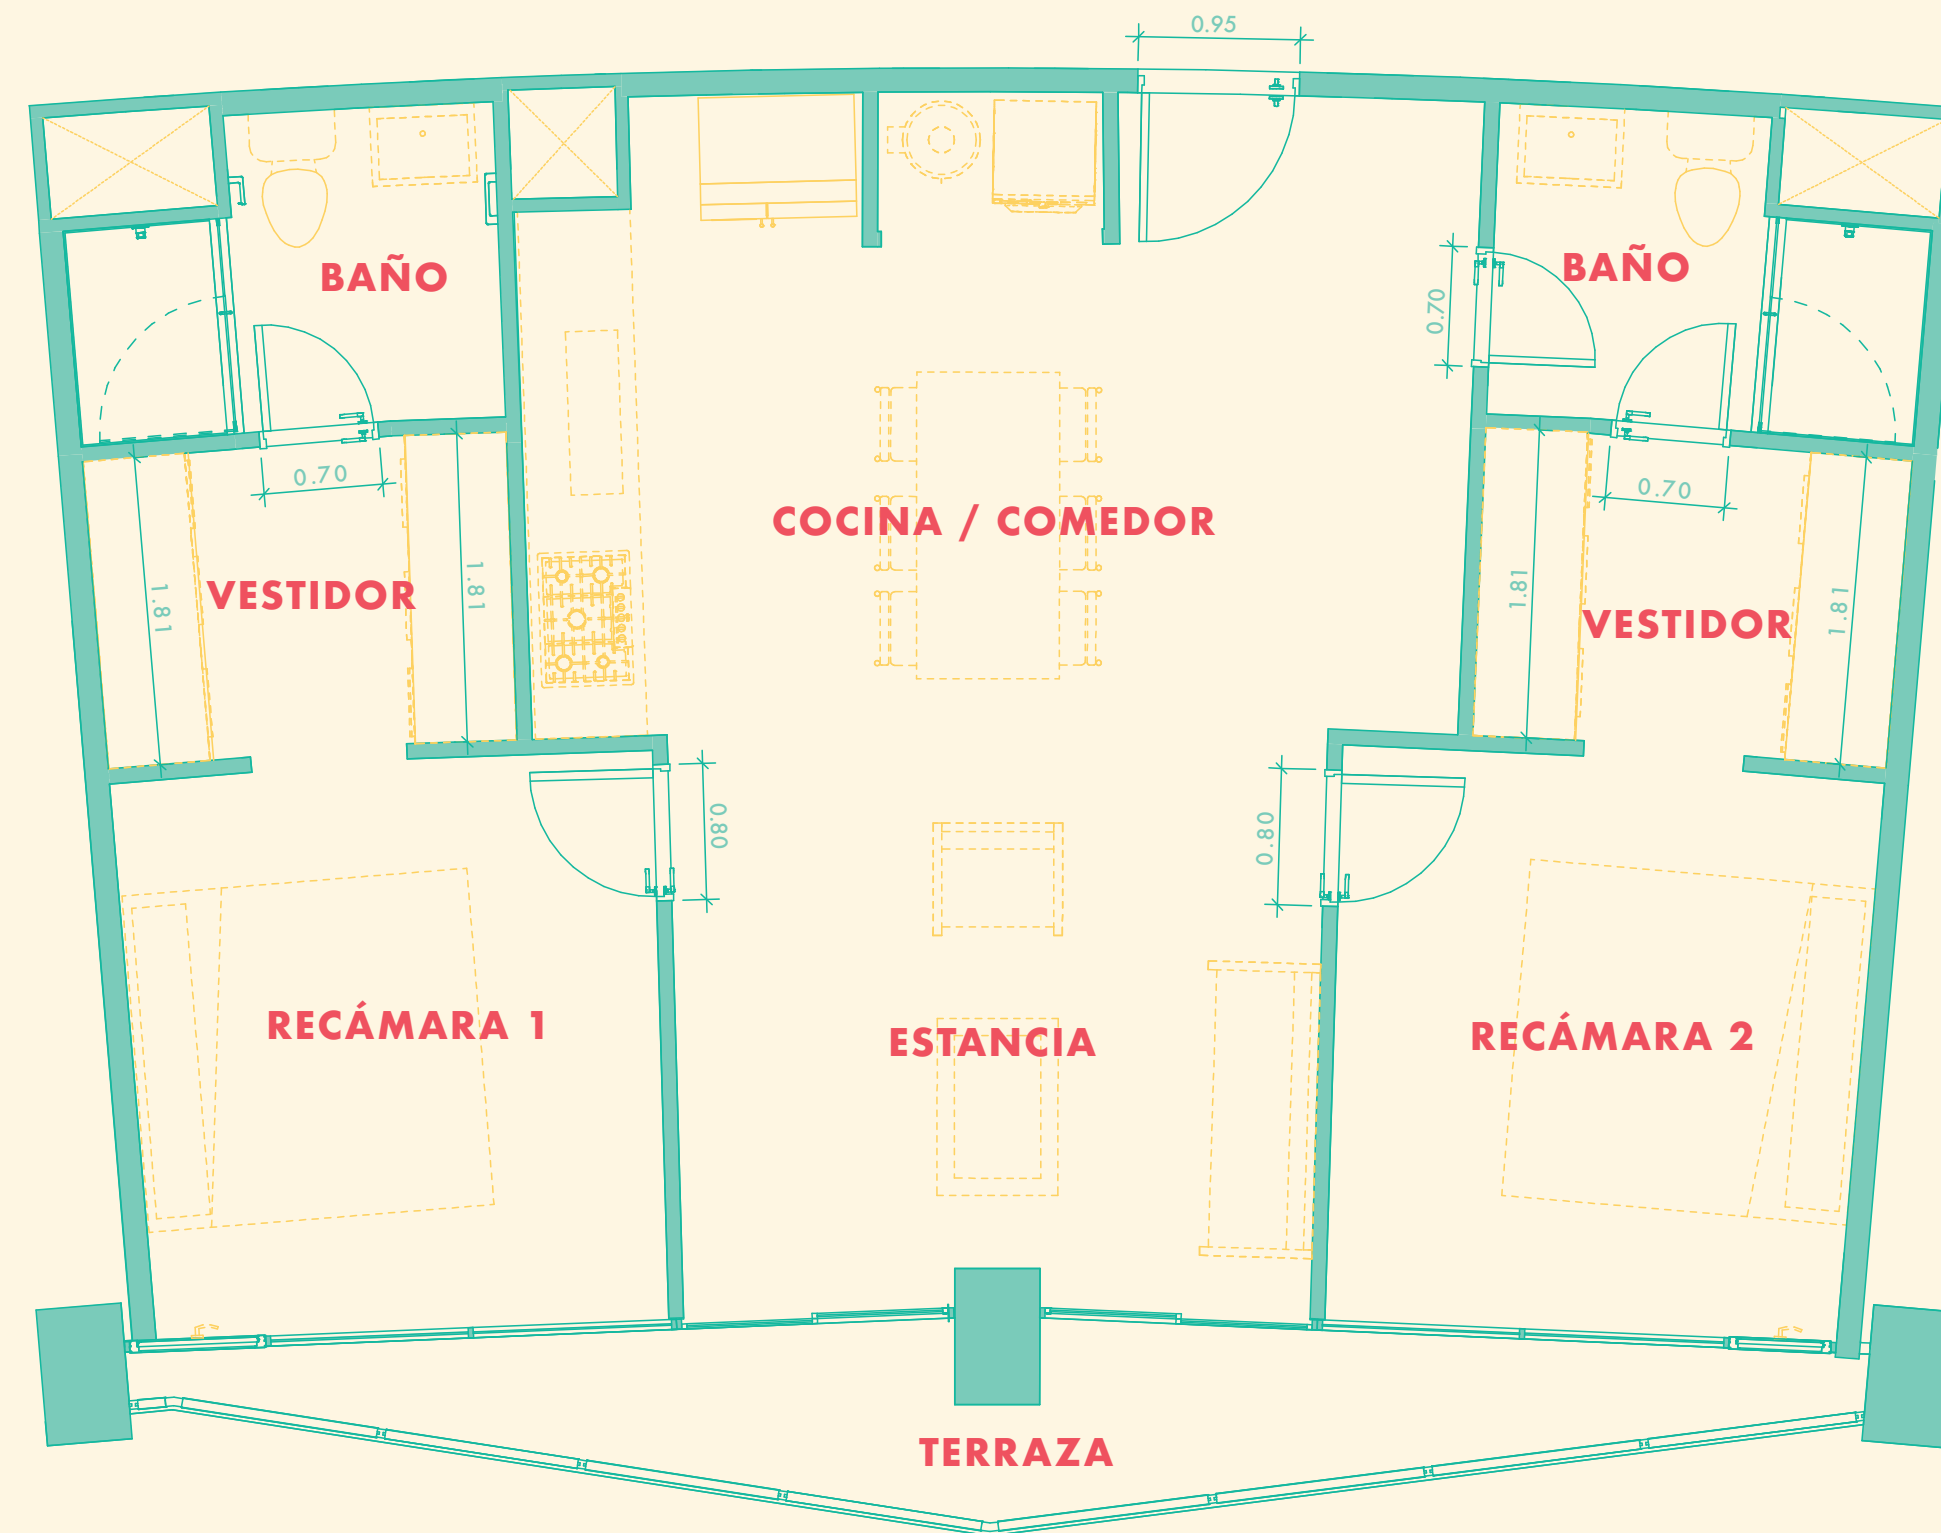 0.95
BAÑO
BAÑO
0.70
0.70
0.70
COCINA / COMEDOR
1.81
VESTIDOR
1.81
1.81
VESTIDOR
1.81
0.80
0.80
RECÁMARA 1
ESTANCIA
RECÁMARA 2
TERRAZA